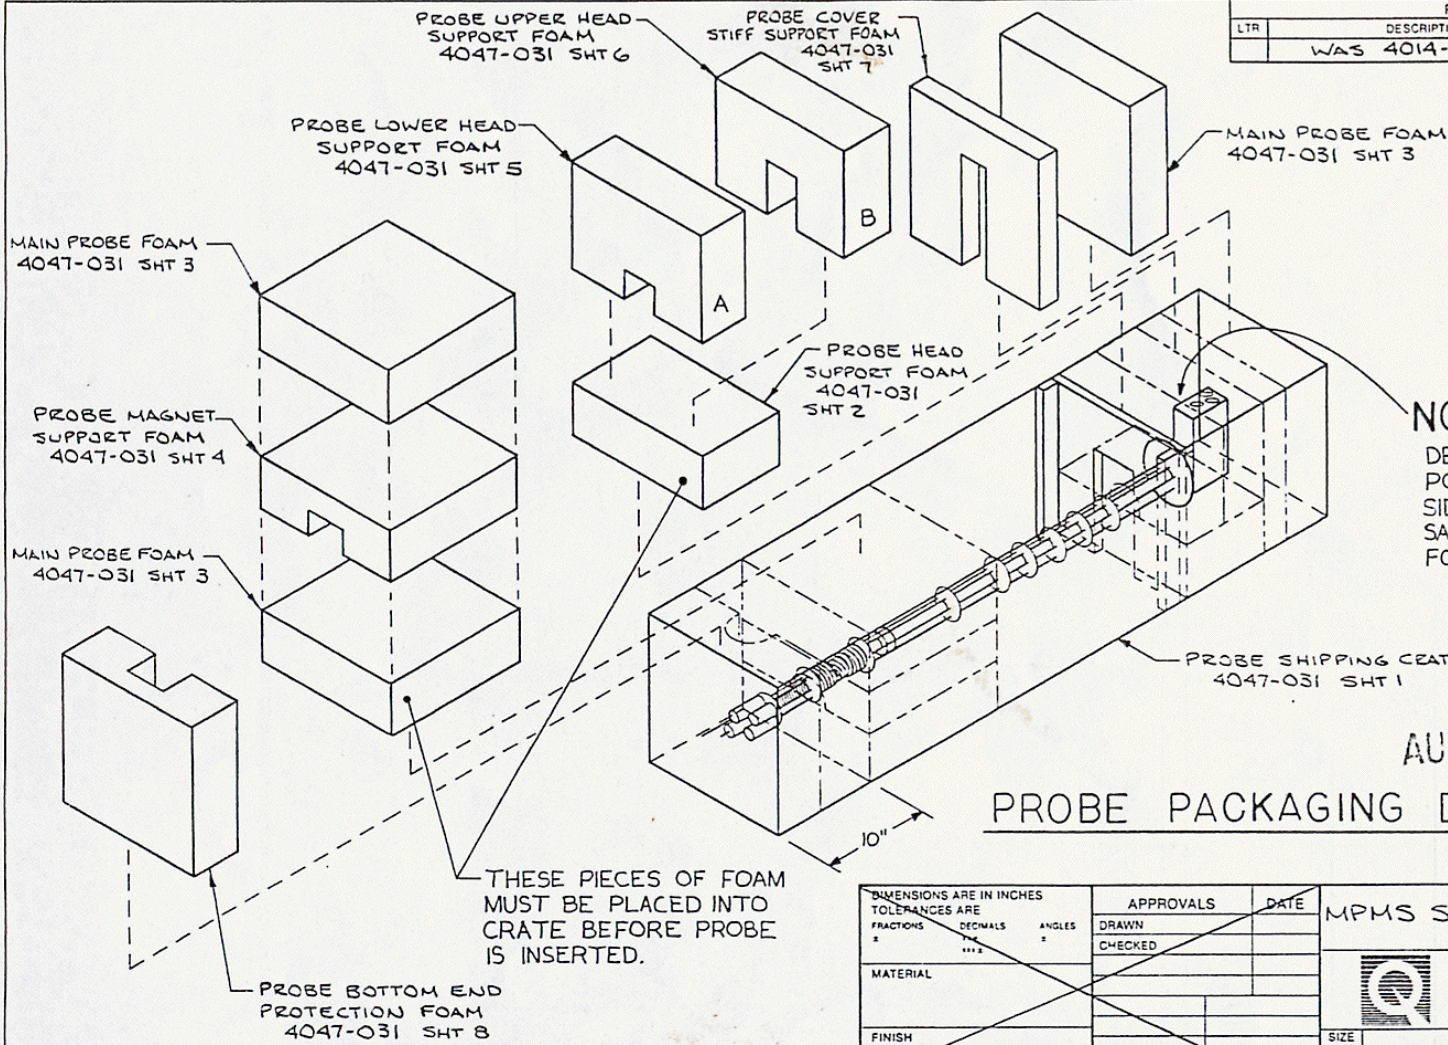 PROBE UPPER HEAD
SUPPORT FOAM
4047-031 SHT 6
PROBE COVER
STIFF SUPPORT FOAM
4047-031
SHT 7
LTR
WAS 4014-
PROBE LOWER HEAD
SUPPORT FOAM
4047-031 SHT 5
MAIN PROBE FOAM
4047-031 SHT 3
B
A
MAIN PROBE FOAM
4047-031 SHT 3
PROBE HEAD
SUPPORT FOAM
4047-031
SHT 2
PROBE MAGNET
SUPPORT FOAM
4047-031 SHT 4
MAIN PROBE FOAM
4047-031 SHT 3
PROBE SHIPPING
4047-031 SHT 1
PROBE PACKAGING
10"
THESE PIECES OF FOAM
MUST BE PLACED INTO
CRATE BEFORE PROBE
IS INSERTED.
PROBE BOTTOM END
PROTECTION FOAM
4047-031 SHT 8
DIMENSIONS ARE IN INCHES
TOLERANCES ARE
FRACTIONS DECIMALS ANGLES
MATERIAL
FINISH
APPROVALS DATE
DRAWN
CHECKED
MPMS
SIZE